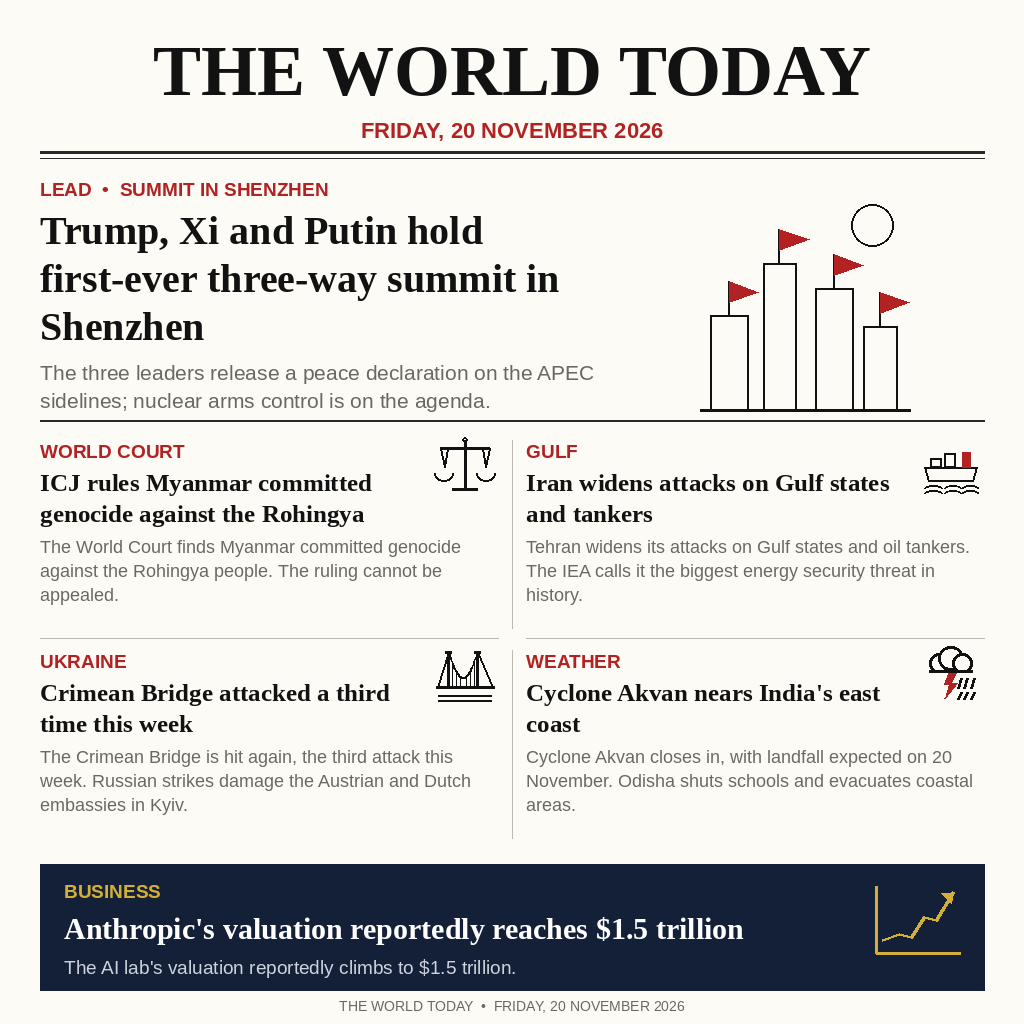 THE WORLD TODAY
FRIDAY, 20 NOVEMBER 2026
LEAD • SUMMIT IN SHENZHEN
Trump, Xi and Putin hold
first-ever three-way summit in
Shenzhen
The three leaders release a peace declaration on the APEC
sidelines; nuclear arms control is on the agenda.
WORLD COURT
ICJ rules Myanmar committed
genocide against the Rohingya
The World Court finds Myanmar committed genocide
against the Rohingya people. The ruling cannot be
appealed.
GULF
Iran widens attacks on Gulf states
and tankers
Tehran widens its attacks on Gulf states and oil tankers.
The IEA calls it the biggest energy security threat in
history.
UKRAINE
Crimean Bridge attacked a third
time this week
The Crimean Bridge is hit again, the third attack this
week. Russian strikes damage the Austrian and Dutch
embassies in Kyiv.
WEATHER
Cyclone Akvan nears India's east
coast
Cyclone Akvan closes in, with landfall expected on 20
November. Odisha shuts schools and evacuates coastal
areas.
BUSINESS
Anthropic's valuation reportedly reaches $1.5 trillion
The AI lab's valuation reportedly climbs to $1.5 trillion.
THE WORLD TODAY • FRIDAY, 20 NOVEMBER 2026